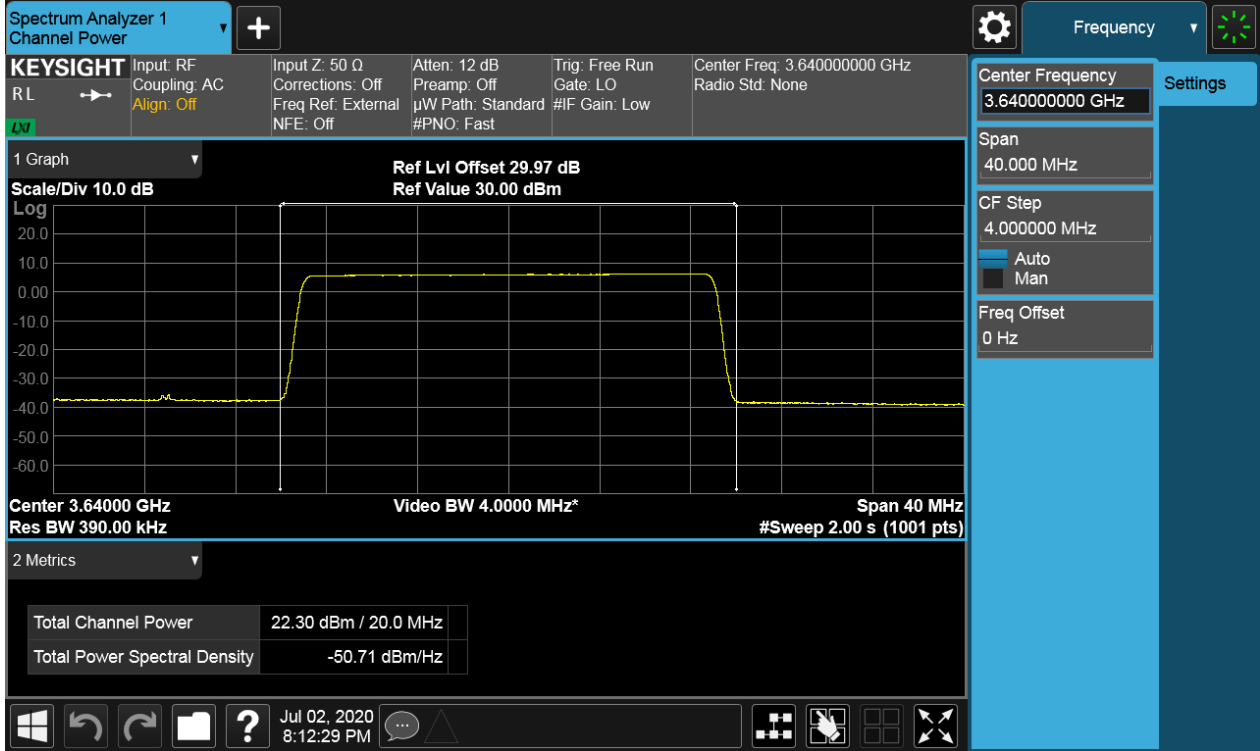 Spectrum Analyzer 1
Channel Power
+
Frequency
KEYSIGHT
RL
LXI
Input: RF
Coupling: AC
Align: Off
Input Z: 50 Ω
Corrections: Off
Freq Ref: External
NFE: Off
Atten: 12 dB
Preamp: Off
µW Path: Standard
#PNO: Fast
Trig: Free Run
Gate: LO
#IF Gain: Low
Center Freq: 3.640000000 GHz
Radio Std: None
Center Frequency
3.640000000 GHz
Settings
Span
40.000 MHz
CF Step
4.000000 MHz
Auto
Man
Freq Offset
0 Hz
1 Graph
Ref Lvl Offset 29.97 dB
Scale/Div 10.0 dB
Ref Value 30.00 dBm
Log
20.0
10.0
0.00
-10.0
-20.0
-30.0
-40.0
-50.0
-60.0
Center 3.64000 GHz
Video BW 4.0000 MHz*
Span 40 MHz
Res BW 390.00 kHz
#Sweep 2.00 s (1001 pts)
2 Metrics
Total Channel Power 22.30 dBm / 20.0 MHz
Total Power Spectral Density -50.71 dBm/Hz
?
Jul 02, 2020
8:12:29 PM